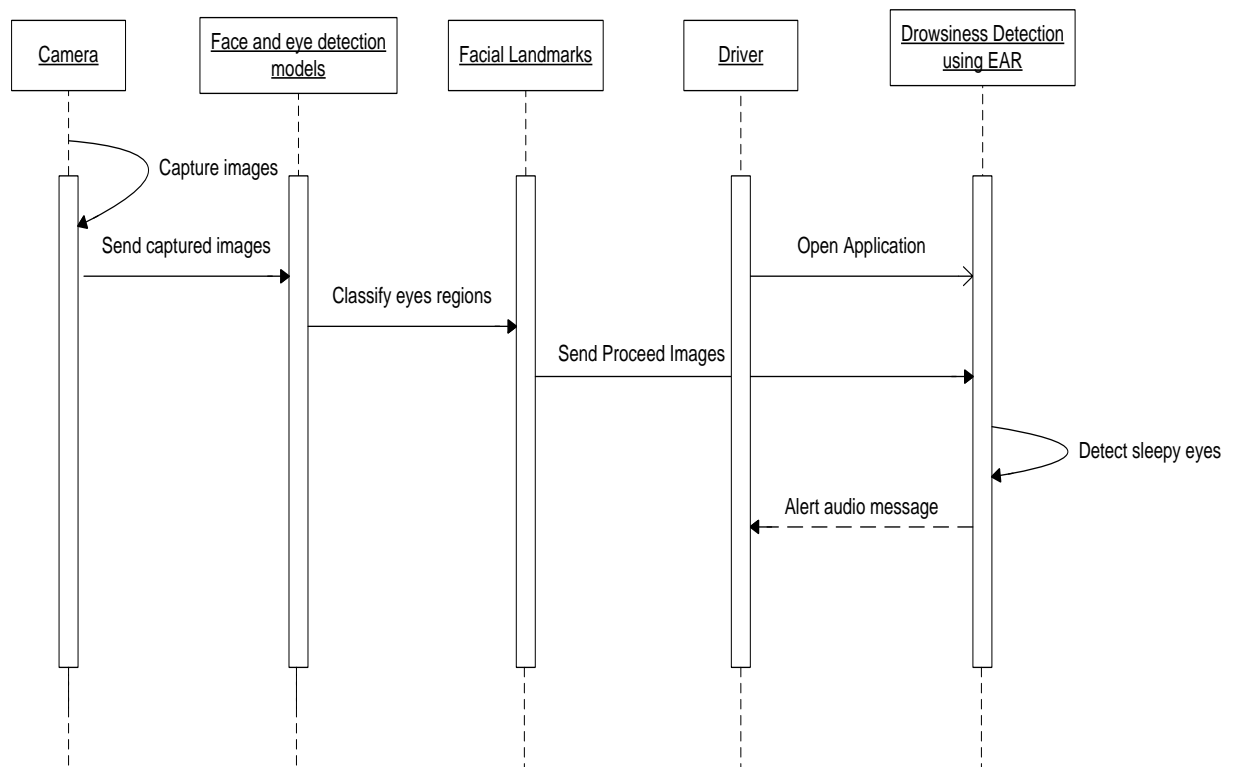 Camera
Face and eye detection
models
Facial Landmarks
Driver
Drowsiness Detection
using EAR
Capture images
Send captured images
Open Application
Classify eyes regions
Send Proceed Images
Detect sleepy eyes
Alert audio message